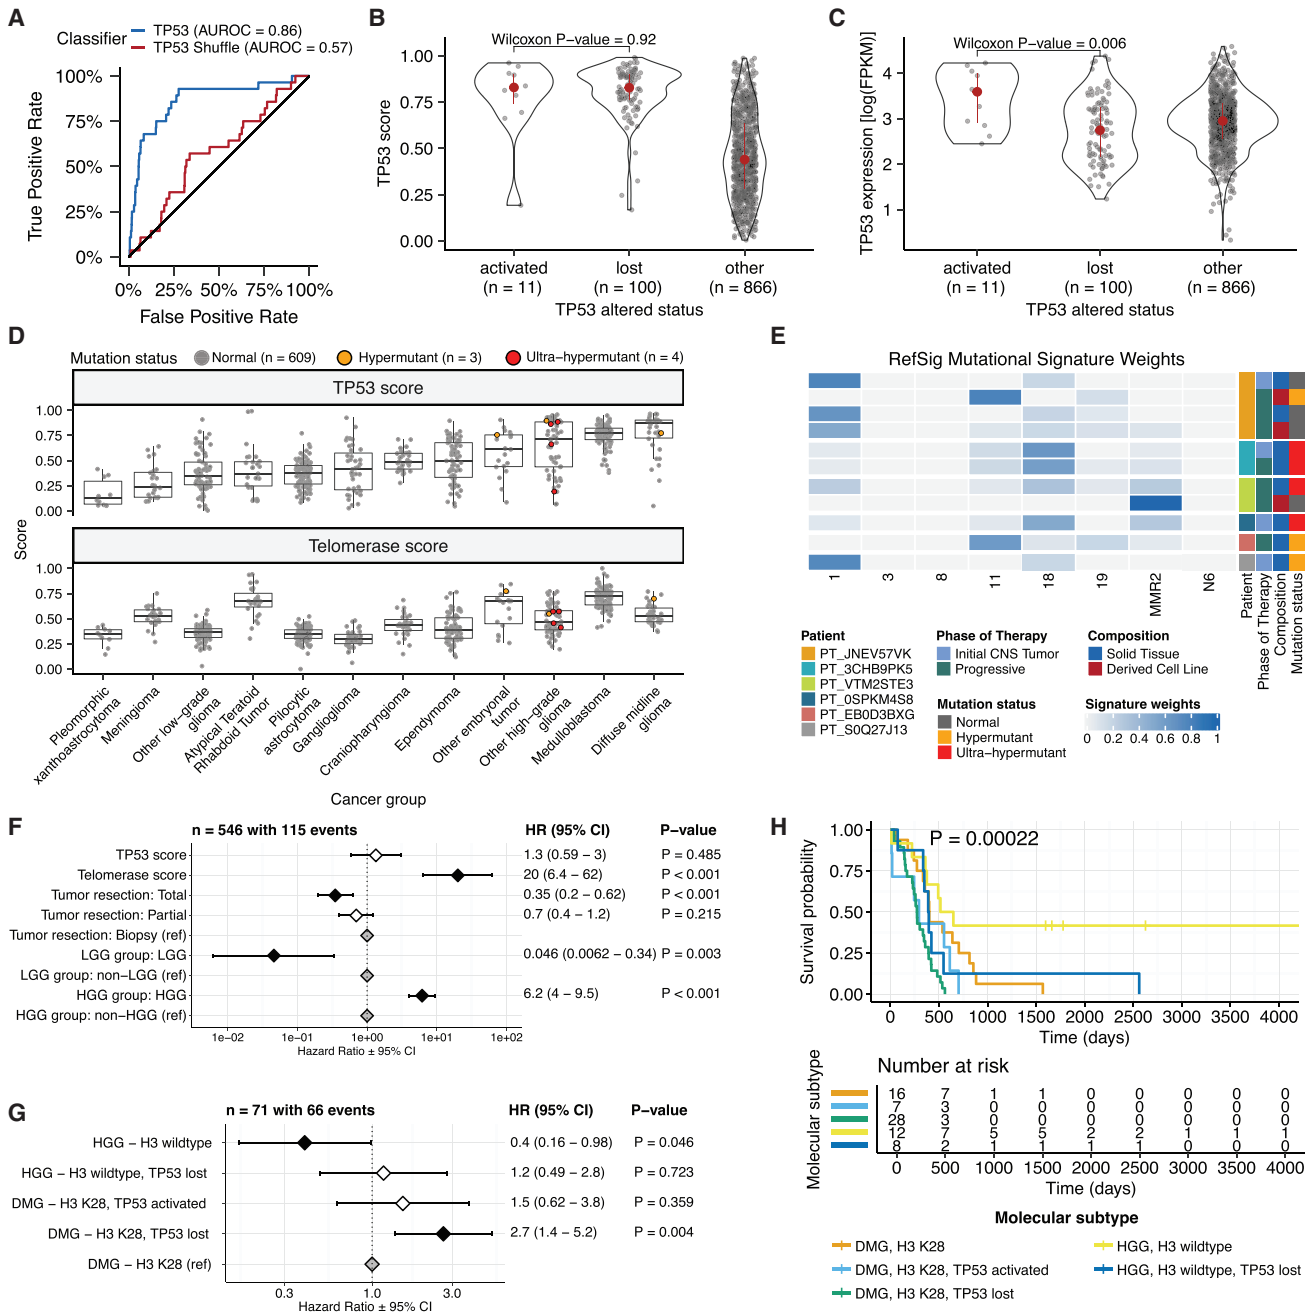 A
Classifier
TP53 (AUROC = 0.86)
TP53 Shuffle (AUROC = 0.57)
True Positive Rate
100%
75%
50%
25%
0%
0% 25% 50% 75% 100%
False Positive Rate
B
Wilcoxon P−value = 0.92
TP53 score
1.00
0.75
0.50
0.25
0.00
activated (n = 11)
lost (n = 100)
other (n = 866)
TP53 altered status
C
Wilcoxon P−value = 0.006
TP53 expression [log(FPKM)]
4
3
2
1
activated (n = 11)
lost (n = 100)
other (n = 866)
TP53 altered status
D
Mutation status Normal (n = 609) Hypermutant (n = 3) Ultra−hypermutant (n = 4)
TP53 score
1.00
0.75
0.50
0.25
0.00
Score
Telomerase score
1.00
0.75
0.50
0.25
0.00
Pleomorphic xanthoastrocytoma
Meningioma
Other low−grade glioma
Atypical Teratoid Rhabdoid Tumor
Pilocytic astrocytoma
Ganglioglioma
Craniopharyngioma
Ependymoma
Other embryonal tumor
Other high−grade glioma
Medulloblastoma
Diffuse midline glioma
Cancer group
E
RefSig Mutational Signature Weights
1 3 8 11 18 19 MMR2 N6
Patient
Phase of Therapy
Composition
Mutation status
Patient
PT_JNEV57VK
PT_3CHB9PK5
PT_VTM2STE3
PT_0SPKM4S8
PT_EB0D3BXG
PT_S0Q27J13
Phase of Therapy
Initial CNS Tumor
Progressive
Composition
Solid Tissue
Derived Cell Line
Mutation status
Normal
Hypermutant
Ultra−hypermutant
Signature weights
0 0.2 0.4 0.6 0.8 1
F
n = 546 with 115 events HR (95% CI) P−value
TP53 score 1.3 (0.59 − 3) P = 0.485
Telomerase score 20 (6.4 − 62) P < 0.001
Tumor resection: Total 0.35 (0.2 − 0.62) P < 0.001
Tumor resection: Partial 0.7 (0.4 − 1.2) P = 0.215
Tumor resection: Biopsy (ref)
LGG group: LGG 0.046 (0.0062 − 0.34) P = 0.003
LGG group: non−LGG (ref)
HGG group: HGG 6.2 (4 − 9.5) P < 0.001
HGG group: non−HGG (ref)
1e−02 1e−01 1e+00 1e+01 1e+02
Hazard Ratio ± 95% CI
G
n = 71 with 66 events HR (95% CI) P−value
HGG − H3 wildtype 0.4 (0.16 − 0.98) P = 0.046
HGG − H3 wildtype, TP53 lost 1.2 (0.49 − 2.8) P = 0.723
DMG − H3 K28, TP53 activated 1.5 (0.62 − 3.8) P = 0.359
DMG − H3 K28, TP53 lost 2.7 (1.4 − 5.2) P = 0.004
DMG − H3 K28 (ref)
0.3 1.0 3.0
Hazard Ratio ± 95% CI
H
P = 0.00022
Survival probability
1.00
0.75
0.50
0.25
0.00
0 500 1000 1500 2000 2500 3000 3500 4000
Time (days)
Number at risk
Molecular subtype
16 7 1 1 0 0 0 0 0
7 3 0 0 0 0 0 0 0
28 3 0 0 0 0 0 0 0
12 7 5 5 2 2 1 1 1
8 2 1 1 1 1 0 0 0
0 500 1000 1500 2000 2500 3000 3500 4000
Time (days)
Molecular subtype
DMG, H3 K28
DMG, H3 K28, TP53 activated
DMG, H3 K28, TP53 lost
HGG, H3 wildtype
HGG, H3 wildtype, TP53 lost